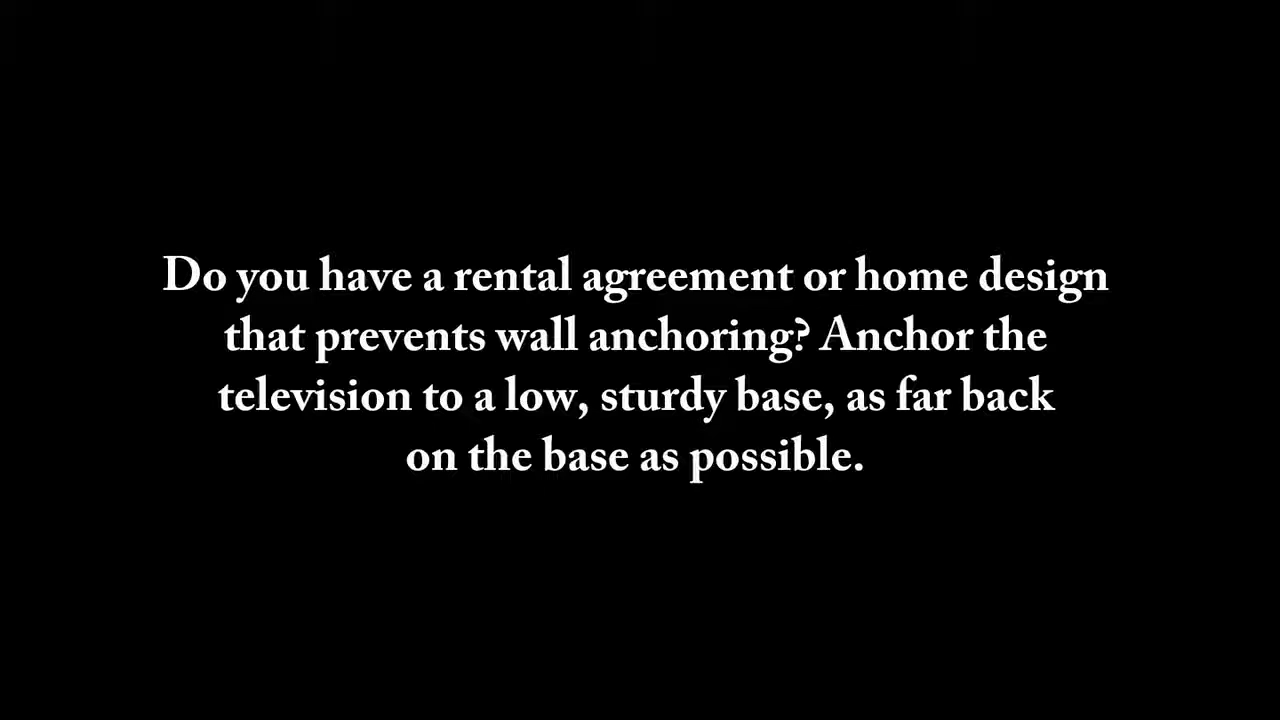 Do you have a rental agreement or home design
that prevents wall anchoring? Anchor the
television to a low, sturdy base, as far back
on the base as possible.